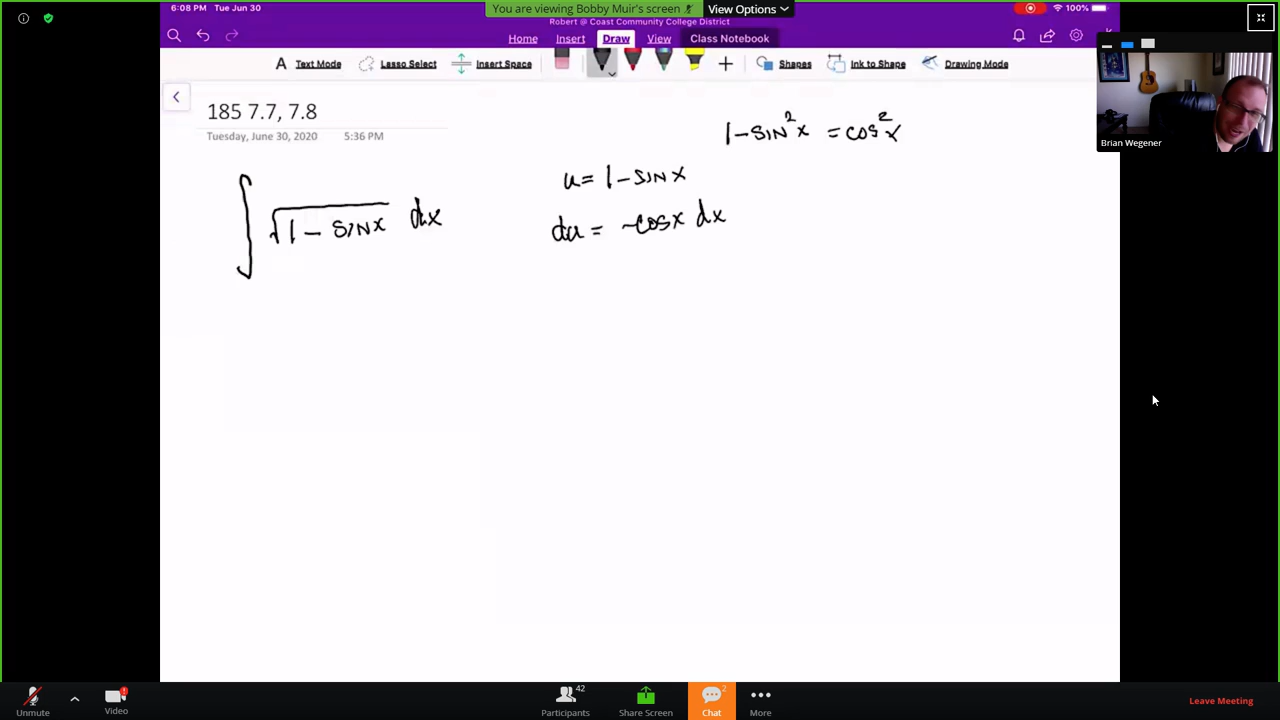 6:08 PM Tue Jun 30
You are viewing Bobby Muir's screen
View Options
100%
Robert @ Coast Community College District
Home Insert Draw View Class Notebook
A Text Mode Lasso Select Insert Space Shapes Ink to Shape Drawing Mode
185 7.7, 7.8
Tuesday, June 30, 2020 5:36 PM
1 - sin²x = cos²x
u = 1 - sin x
∫ √(1 - sin x) dx
du = -cos x dx
Brian Wegener
Unmute Video Participants 42 Share Screen Chat 2 More Leave Meeting